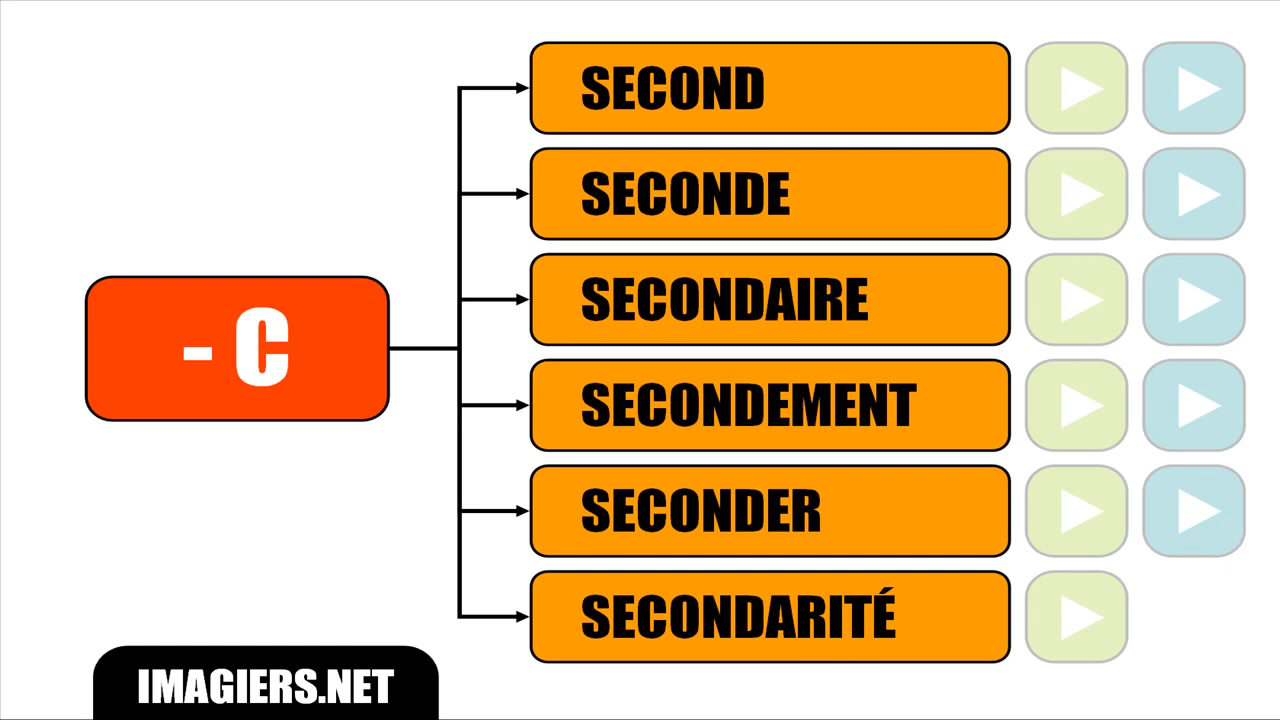 - C
SECOND
SECONDE
SECONDAIRE
SECONDEMENT
SECONDER
SECONDARITÉ
IMAGIERS.NET